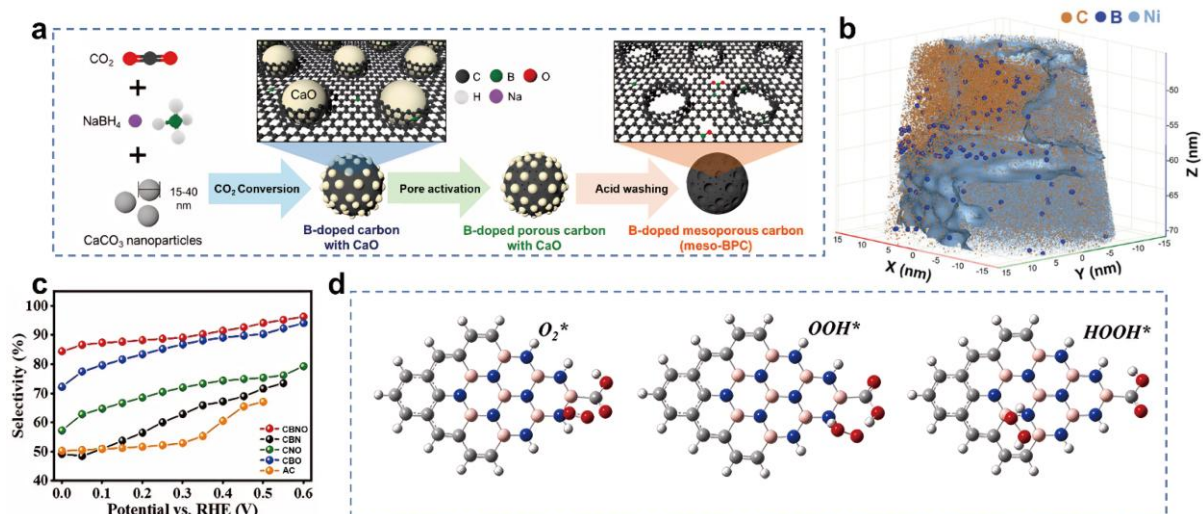 a
CO2
NaBH4
CaCO3 nanoparticles
15-40
nm
CaO
C B O
H Na
CO2 Conversion
Pore activation
Acid washing
B-doped carbon
with CaO
B-doped porous carbon
with CaO
B-doped mesoporous carbon
(meso-BPC)
b
C B Ni
-50
-55
-60
-65
-70
Z (nm)
15 10 5 0 -5 -10 -15
X (nm)
15 10 5 0 -5 -10 -15
Y (nm)
c
100
90
80
70
60
50
40
Selectivity (%)
CBNO
CBN
CNO
CBO
AC
0.0 0.1 0.2 0.3 0.4 0.5 0.6
Potential vs. RHE (V)
d
O2*
OOH*
HOOH*